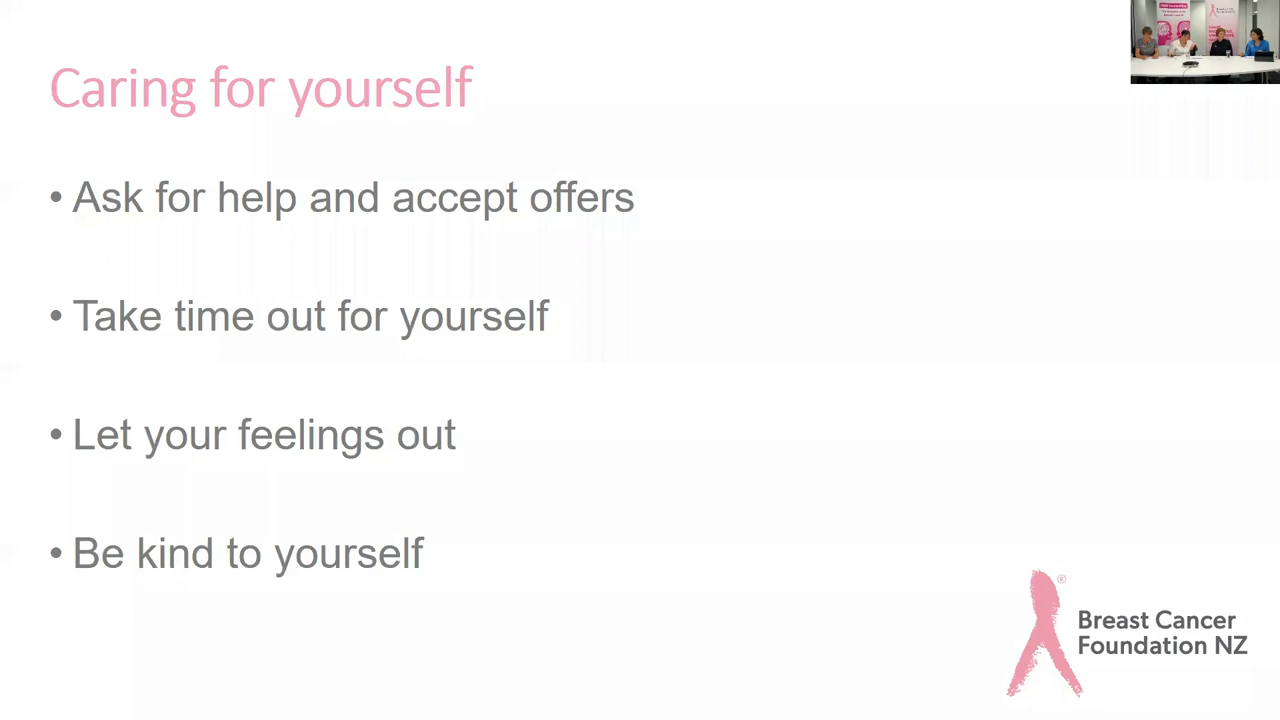 Caring for yourself
• Ask for help and accept offers
• Take time out for yourself
• Let your feelings out
• Be kind to yourself
®
Breast Cancer
Foundation NZ